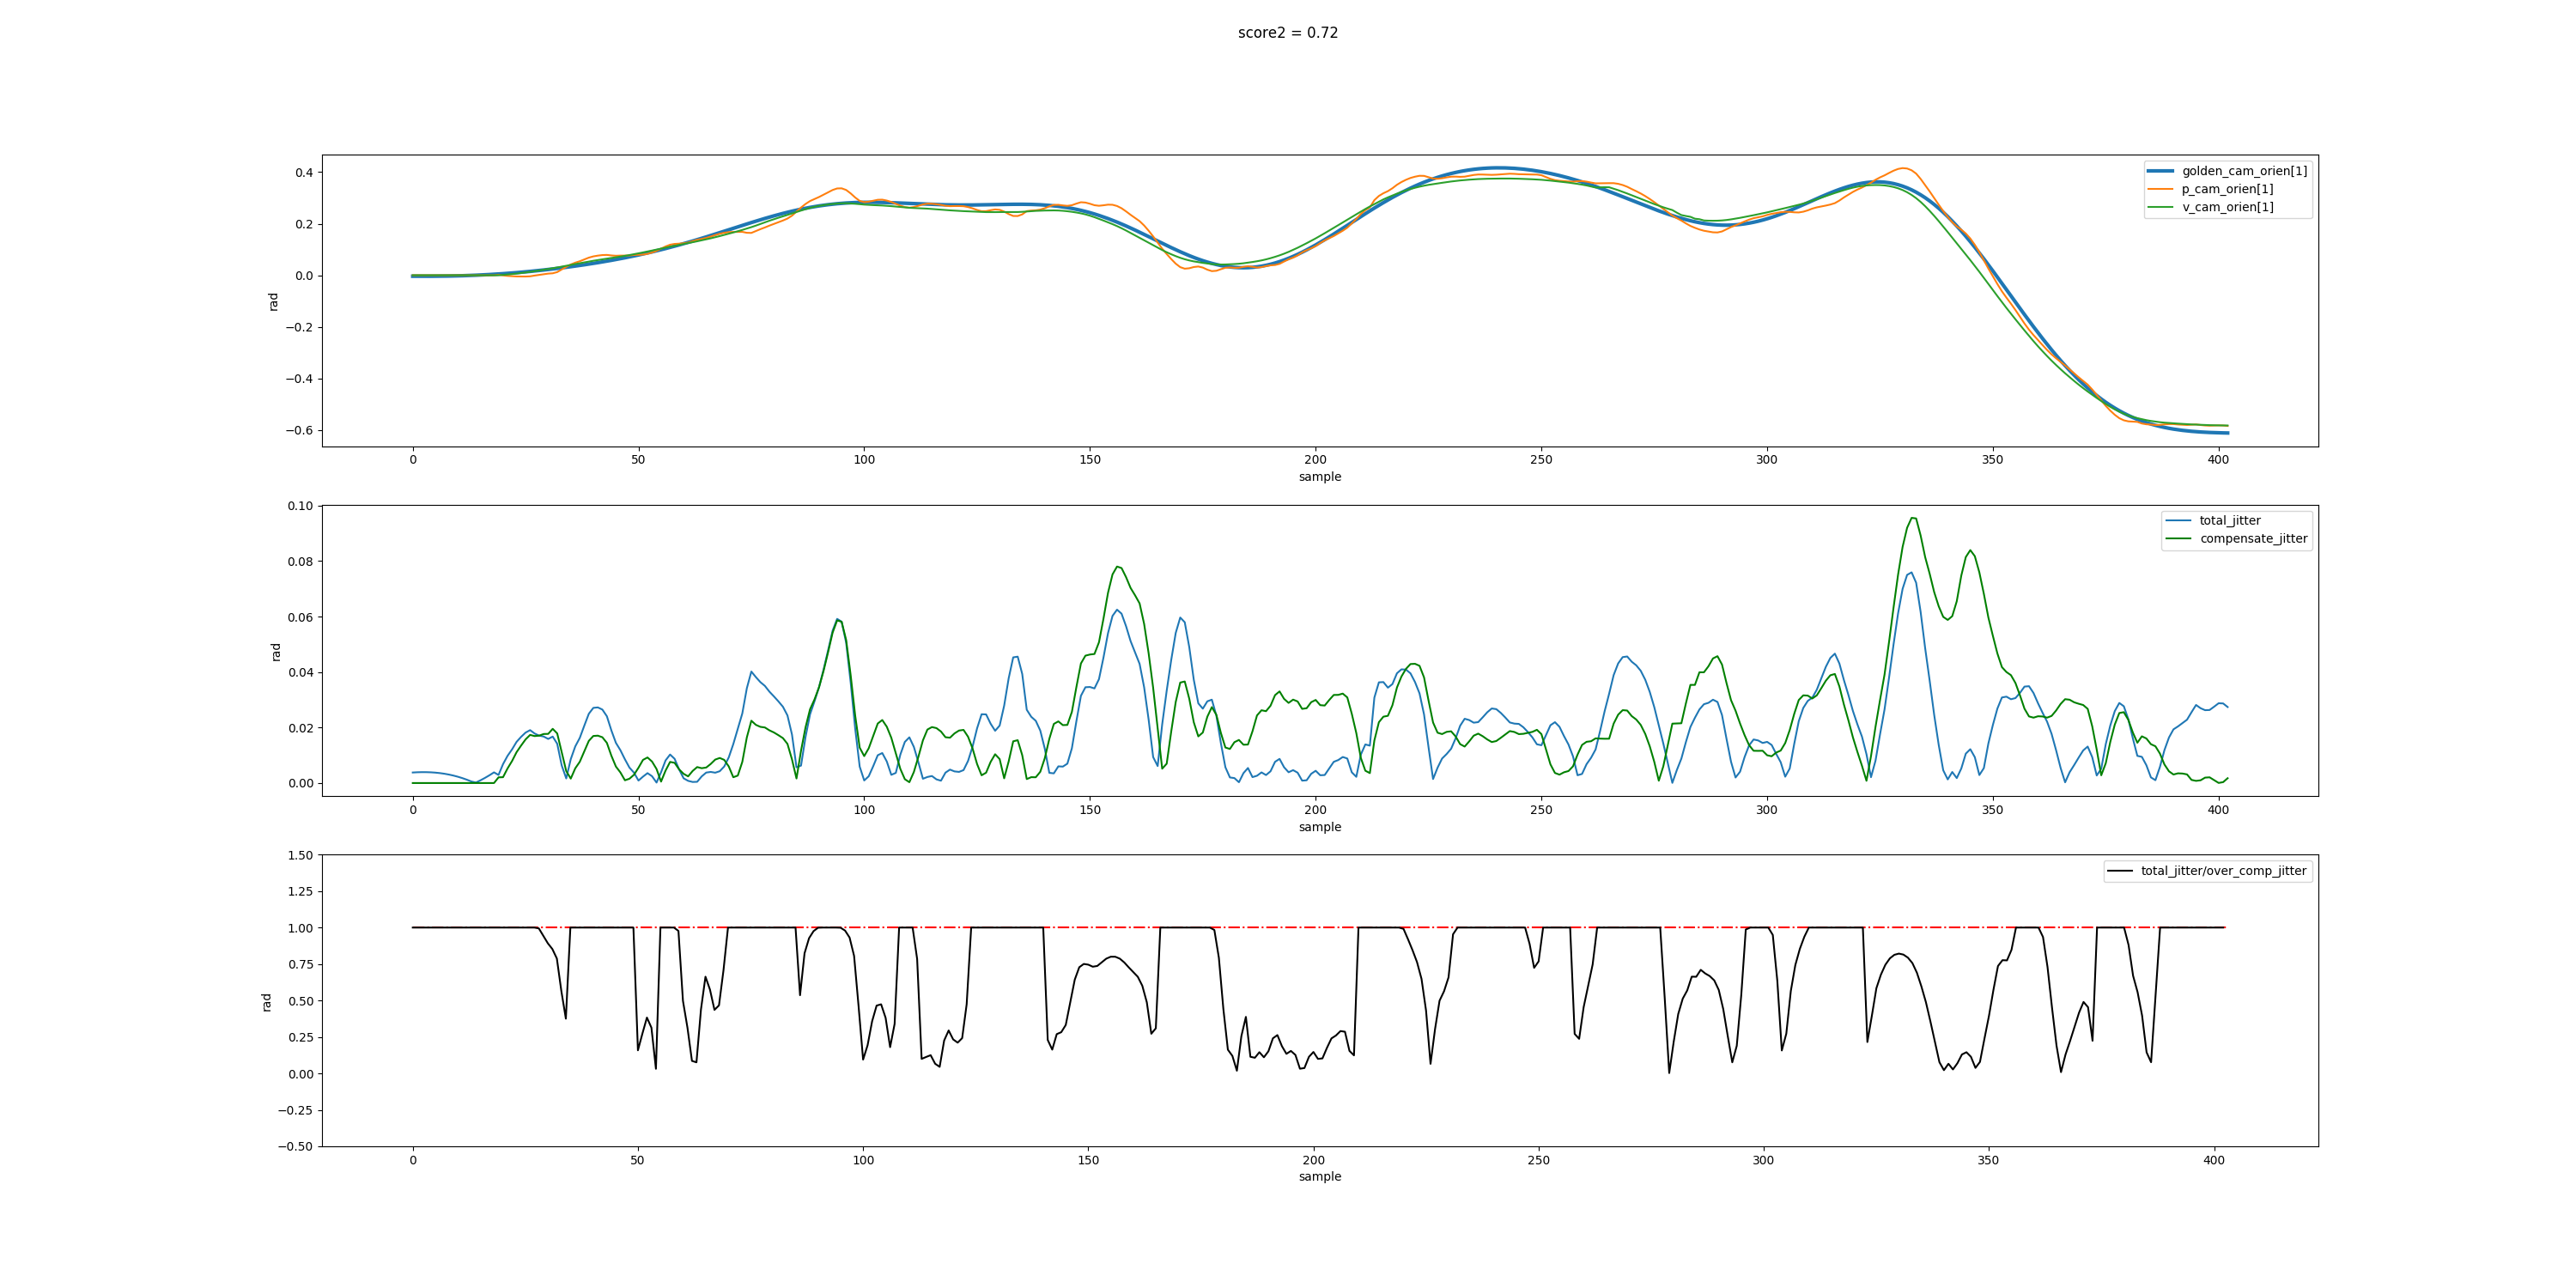 score2 = 0.72
golden_cam_orien[1]
p_cam_orien[1]
v_cam_orien[1]
0.4
0.2
0.0
−0.2
−0.4
−0.6
rad
0 50 100 150 200 250 300 350 400
sample
total_jitter
compensate_jitter
0.10
0.08
0.06
0.04
0.02
0.00
rad
0 50 100 150 200 250 300 350 400
sample
total_jitter/over_comp_jitter
1.50
1.25
1.00
0.75
0.50
0.25
0.00
−0.25
−0.50
rad
0 50 100 150 200 250 300 350 400
sample